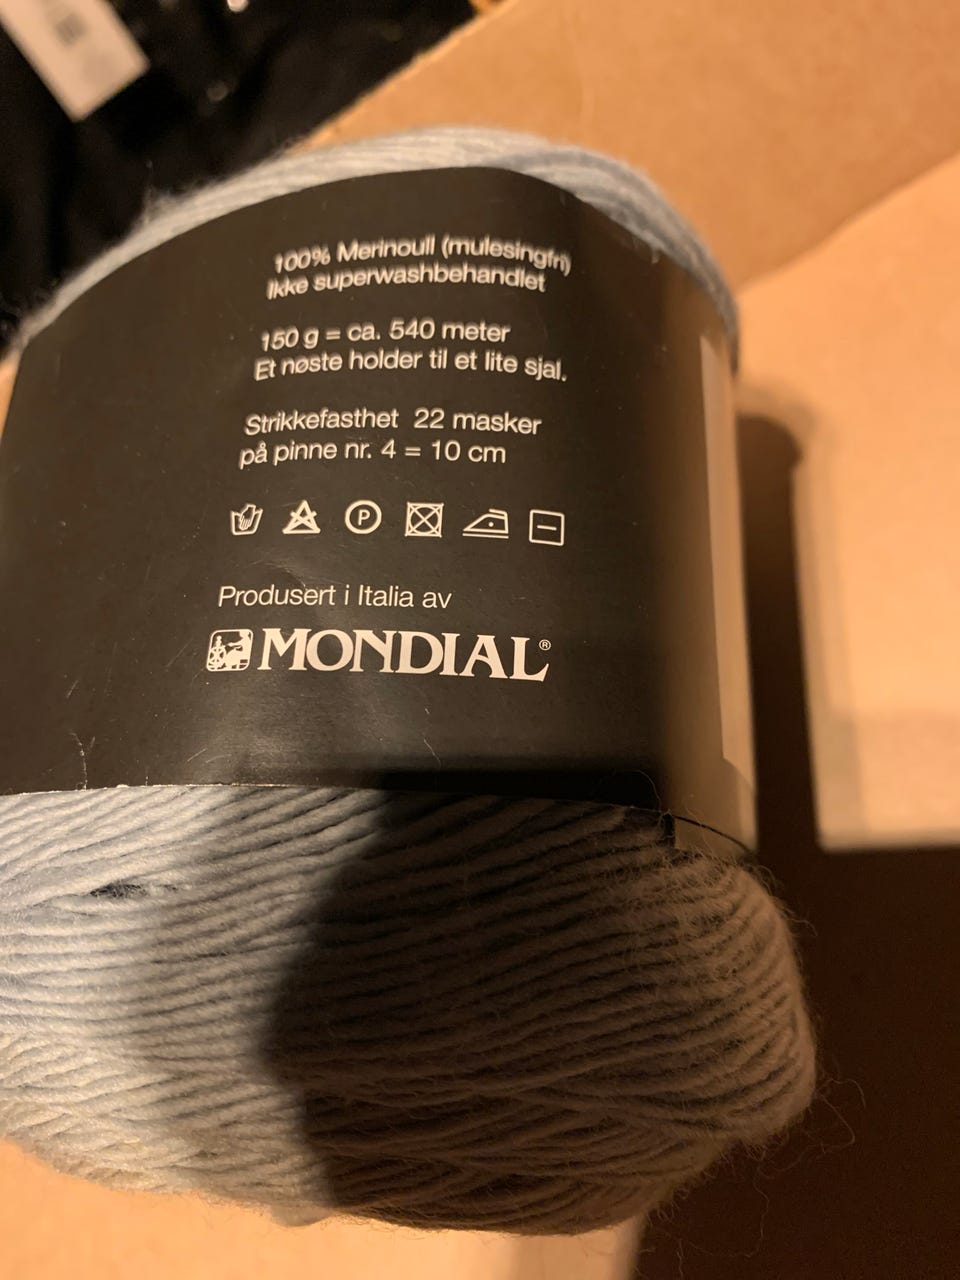 100% Merinoull (mulesingfri)
Ikke superwashbehandlet
150 g = ca. 540 meter
Et nøste holder til et lite sjal.
Strikkefasthet 22 masker
på pinne nr. 4 = 10 cm
P
Produsert i Italia av
MONDIAL®